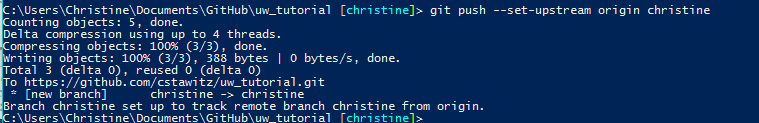 C:\Users\Christine\Documents\GitHub\uw_tutorial [christine]> git push --set-upstream origin christine
Counting objects: 5, done.
Delta compression using up to 4 threads.
Compressing objects: 100% (3/3), done.
Writing objects: 100% (3/3), 388 bytes | 0 bytes/s, done.
Total 3 (delta 0), reused 0 (delta 0)
To https://github.com/cstawitz/uw_tutorial.git
 * [new branch]      christine -> christine
Branch christine set up to track remote branch christine from origin.
C:\Users\Christine\Documents\GitHub\uw_tutorial [christine]>